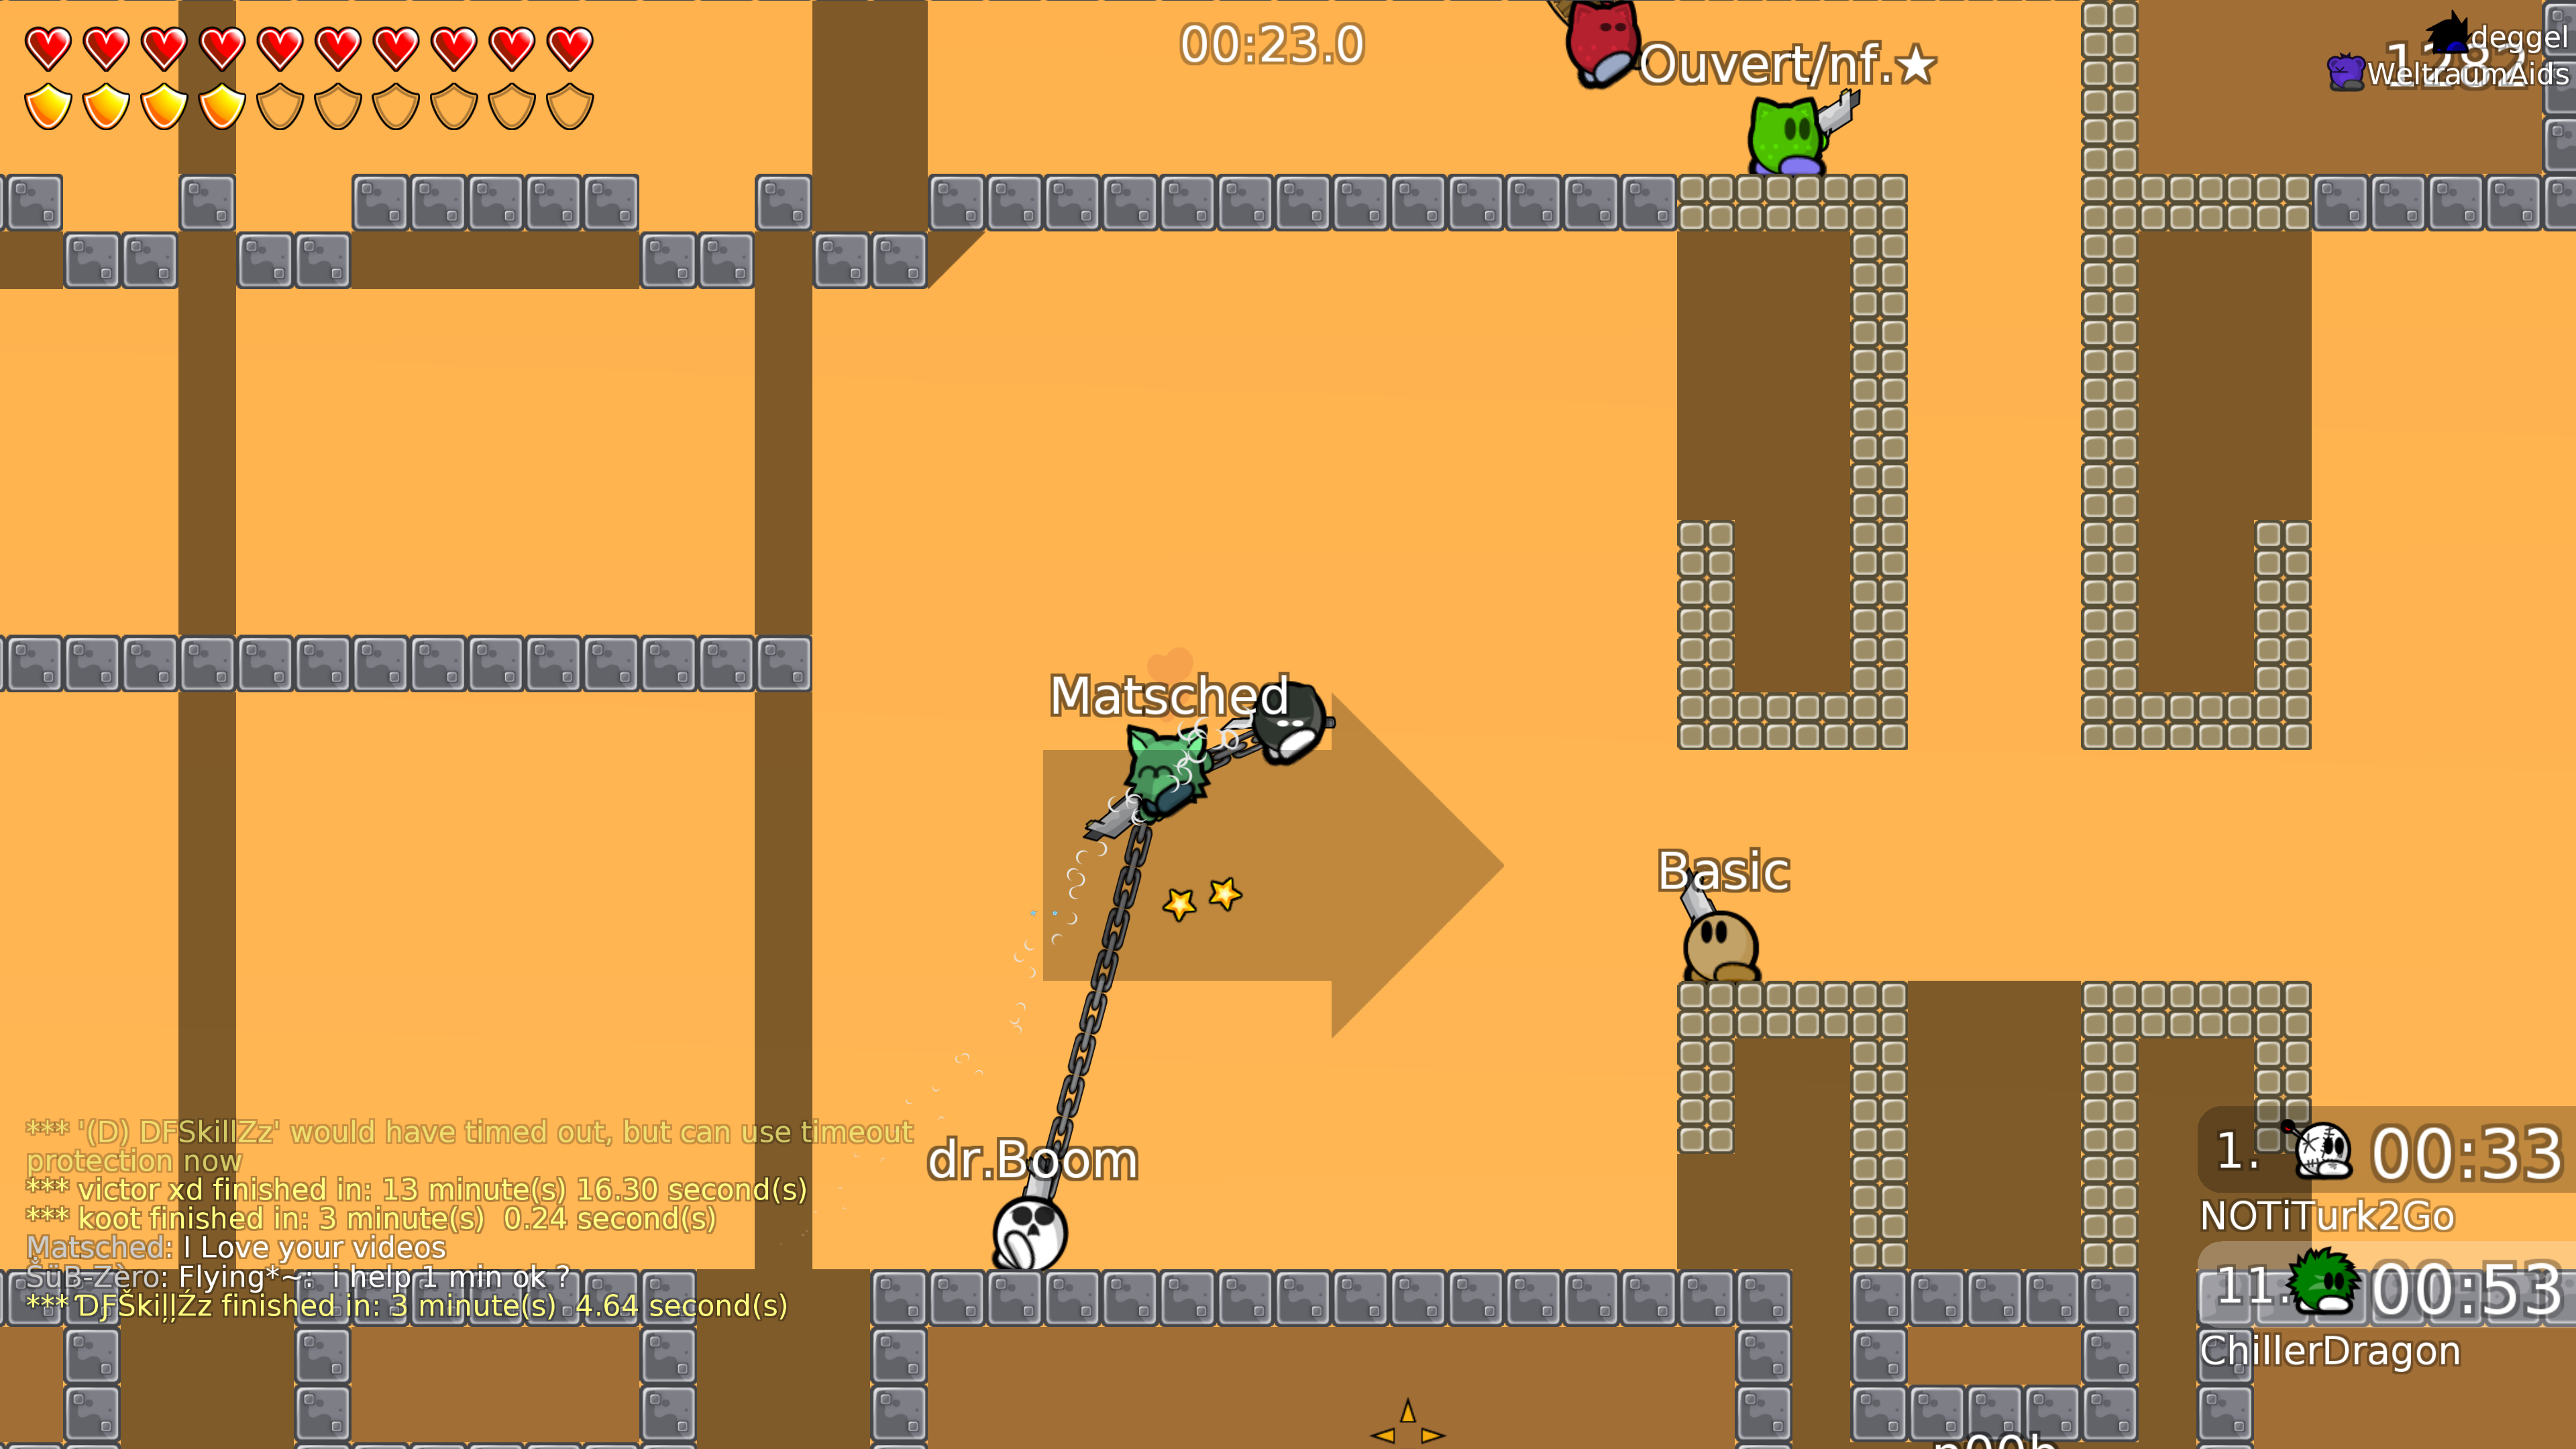 00:23.0
Ouvert/nf.★
deggel
WeltraumAids
Matsched
Basic
dr.Boom
*** '(D) DFSkillZz' would have timed out, but can use timeout
protection now
*** victor xd finished in: 13 minute(s) 16.30 second(s)
*** koot finished in: 3 minute(s)  0.24 second(s)
Matsched: I Love your videos
ŠüB-Zèro: Flying*~:  i help 1 min ok ?
finished in: 3 minute(s)  4.64 second(s)
1. 00:33
NOTiTurk2Go
11. 00:53
ChillerDragon